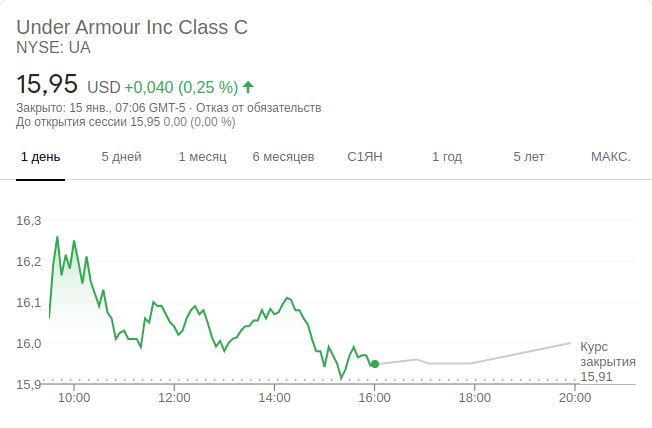 Under Armour Inc Class C
NYSE: UA
15,95 USD +0,040 (0,25 %)
Закрыто: 15 янв., 07:06 GMT-5 · Отказ от обязательств
До открытия сессии 15,95 0,00 (0,00 %)
1 день 5 дней 1 месяц 6 месяцев С1ЯН 1 год 5 лет МАКС.
16,3
16,2
16,1
16,0
15,9
Курс
закрытия
15,91
10:00 12:00 14:00 16:00 18:00 20:00